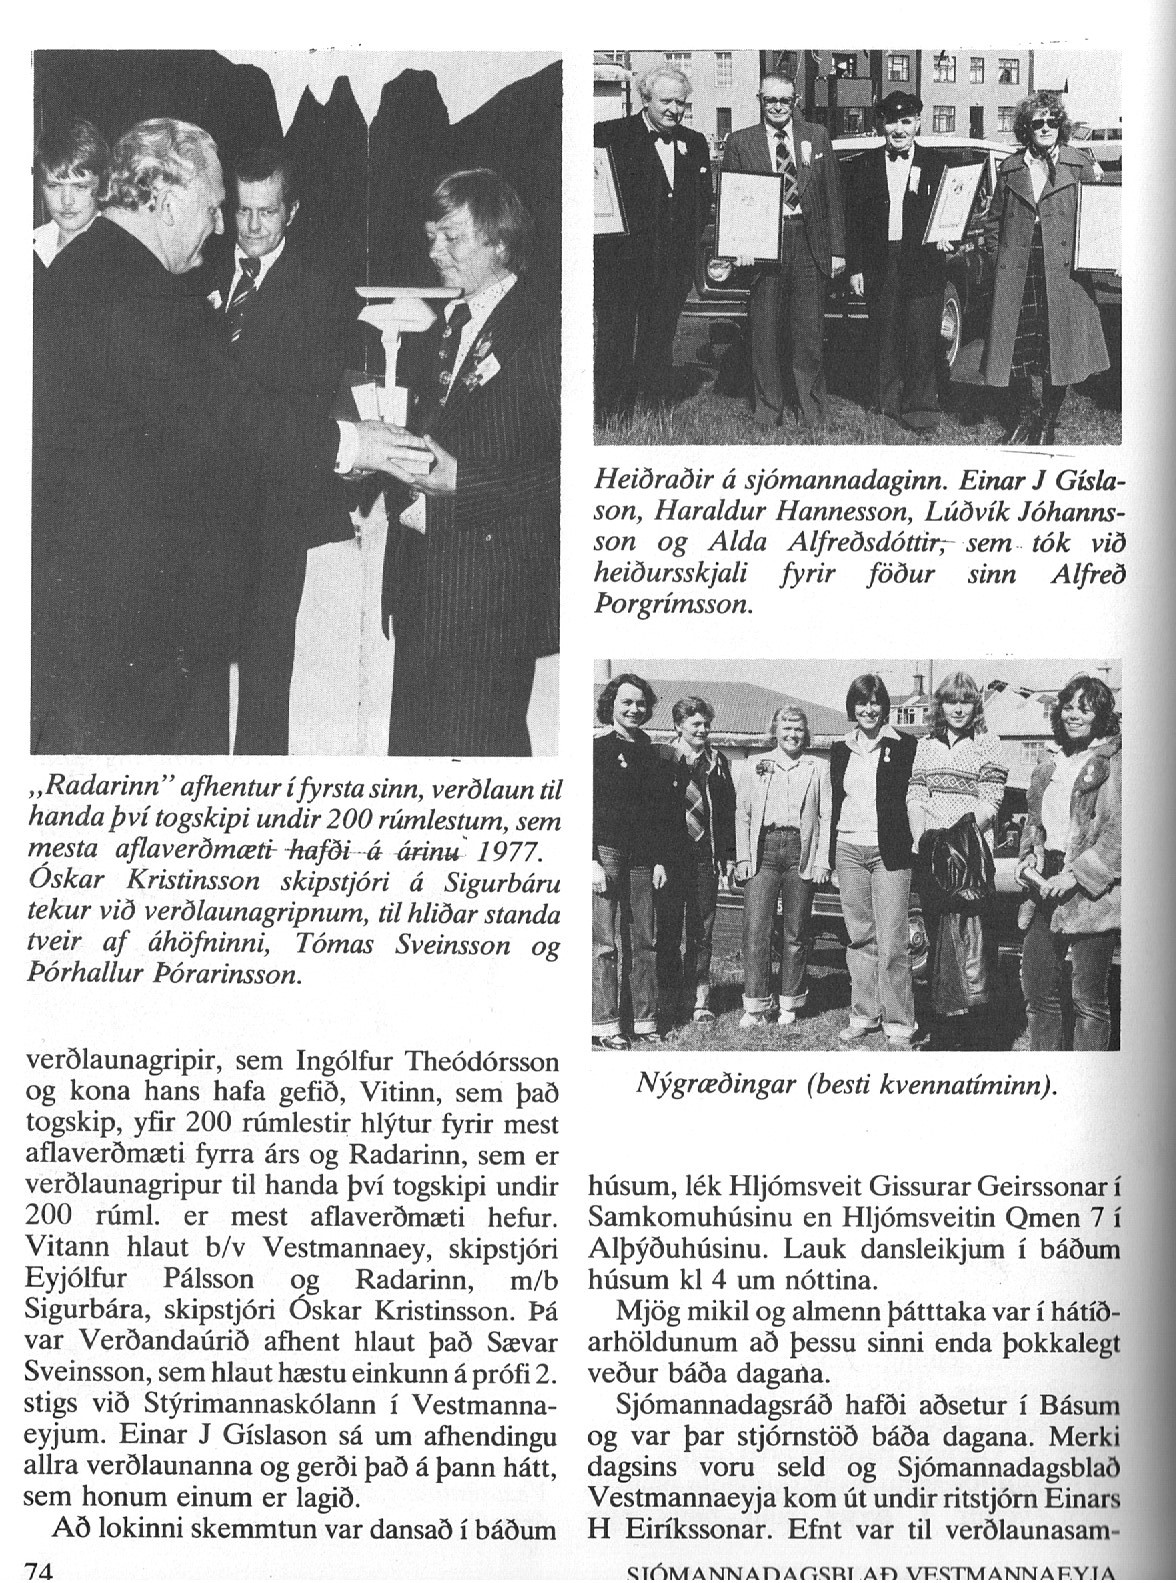 ,,Radarinn” afhentur í fyrsta sinn, verðlaun til
handa því togskipi undir 200 rúmlestum, sem
mesta aflaverðmæti hafði á árinu 1977.
Óskar Kristinsson skipstjóri á Sigurbáru
tekur við verðlaunagripnum, til hliðar standa
tveir af áhöfninni, Tómas Sveinsson og
Þórhallur Þórarinsson.
verðlaunagripir, sem Ingólfur Theódórsson
og kona hans hafa gefið, Vitinn, sem það
togskip, yfir 200 rúmlestir hlýtur fyrir mest
aflaverðmæti fyrra árs og Radarinn, sem er
verðlaunagripur til handa því togskipi undir
200 rúml. er mest aflaverðmæti hefur.
Vitann hlaut b/v Vestmannaey, skipstjóri
Eyjólfur Pálsson og Radarinn, m/b
Sigurbára, skipstjóri Óskar Kristinsson. Þá
var Verðandaúrið afhent hlaut það Sævar
Sveinsson, sem hlaut hæstu einkunn á prófi 2.
stigs við Stýrimannaskólann í Vestmanna-
eyjum. Einar J Gíslason sá um afhendingu
allra verðlaunanna og gerði það á þann hátt,
sem honum einum er lagið.
Að lokinni skemmtun var dansað í báðum
74
Heiðraðir á sjómannadaginn. Einar J Gísla-
son, Haraldur Hannesson, Lúðvík Jóhanns-
son og Alda Alfreðsdóttir, sem tók við
heiðursskjali fyrir föður sinn Alfreð
Þorgrímsson.
Nýgræðingar (besti kvennatíminn).
húsum, lék Hljómsveit Gissurar Geirssonar í
Samkomuhúsinu en Hljómsveitin Qmen 7 í
Alþýðuhúsinu. Lauk dansleikjum í báðum
húsum kl 4 um nóttina.
Mjög mikil og almenn þátttaka var í hátíð-
arhöldunum að þessu sinni enda þokkalegt
veður báða dagana.
Sjómannadagsráð hafði aðsetur í Básum
og var þar stjórnstöð báða dagana. Merki
dagsins voru seld og Sjómannadagsblað
Vestmannaeyja kom út undir ritstjórn Einars
H Eiríkssonar. Efnt var til verðlaunasam-
SJÓMANNADAGSBLAÐ VESTMANNAEYJA